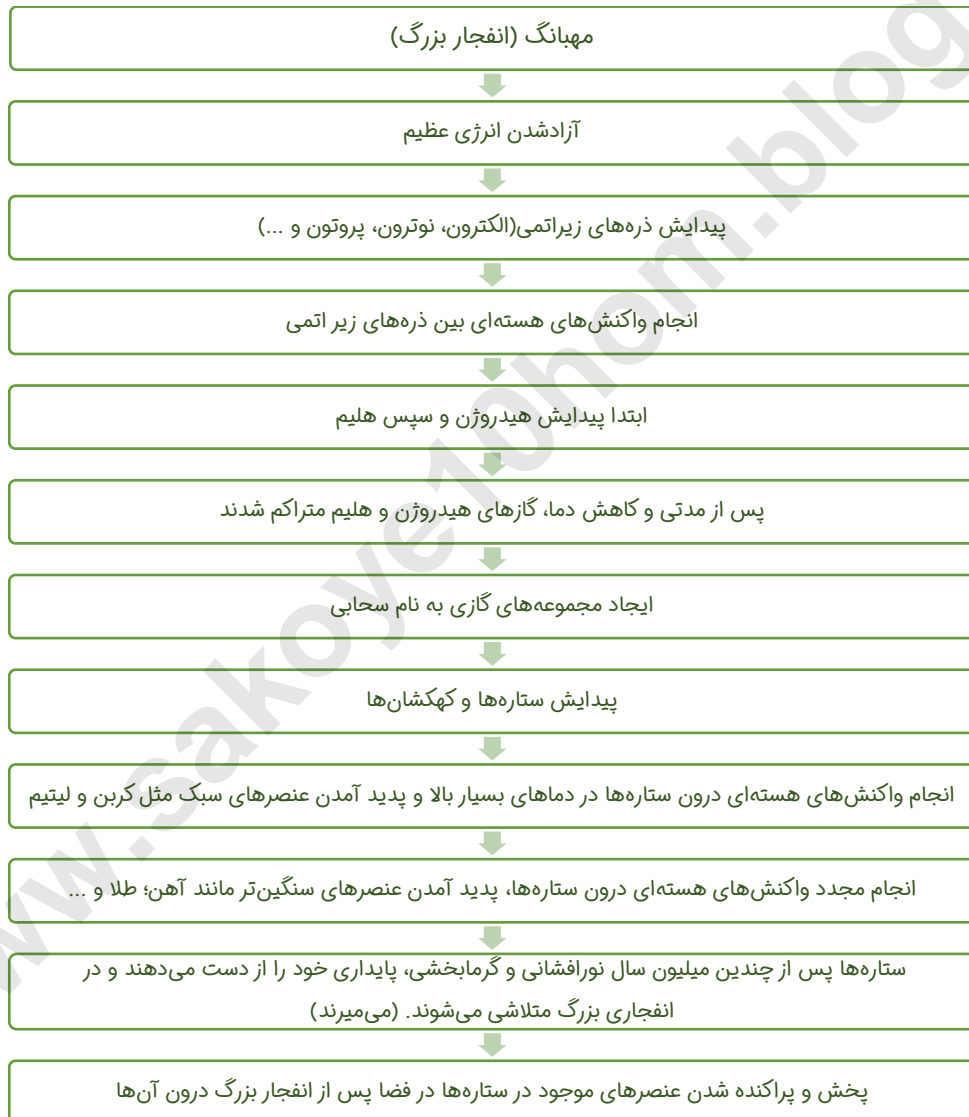 مهبانگ (انفجار بزرگ)
آزادشدن انرژی عظیم
پیدایش ذره‌های زیراتمی(الکترون، نوترون، پروتون و ...)
انجام واکنش‌های هسته‌ای بین ذره‌های زیر اتمی
ابتدا پیدایش هیدروژن و سپس هلیم
پس از مدتی و کاهش دما، گازهای هیدروژن و هلیم متراکم شدند
ایجاد مجموعه‌های گازی به نام سحابی
پیدایش ستاره‌ها و کهکشان‌ها
انجام واکنش‌های هسته‌ای درون ستاره‌ها در دماهای بسیار بالا و پدید آمدن عنصرهای سبک مثل کربن و لیتیم
انجام مجدد واکنش‌های هسته‌ای درون ستاره‌ها، پدید آمدن عنصرهای سنگین‌تر مانند آهن؛ طلا و ...
ستاره‌ها پس از چندین میلیون سال نورافشانی و گرمابخشی، پایداری خود را از دست می‌دهند و در
انفجاری بزرگ متلاشی می‌شوند. (می‌میرند)
پخش و پراکنده شدن عنصرهای موجود در ستاره‌ها در فضا پس از انفجار بزرگ درون آن‌ها
www.sakoye10hom.blog